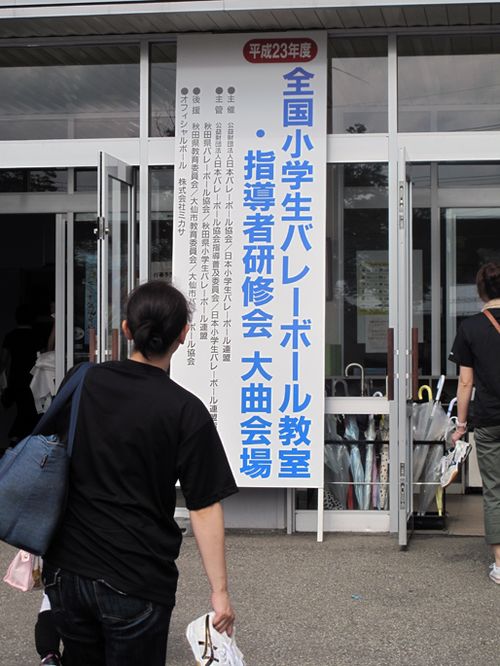 平成23年度
全国小学生バレーボール教室
・指導者研修会 大曲会場
●主催 公益財団法人日本バレーボール協会／日本小学生バレーボール連盟
●主管 公益財団法人日本バレーボール協会指導普及委員会／日本小学生バレーボール連盟
秋田県バレーボール協会／秋田県小学生バレーボール連盟
●後援 秋田県教育委員会／大仙市教育委員会／大仙市バレーボール協会
●オフィシャルボール 株式会社ミカサ